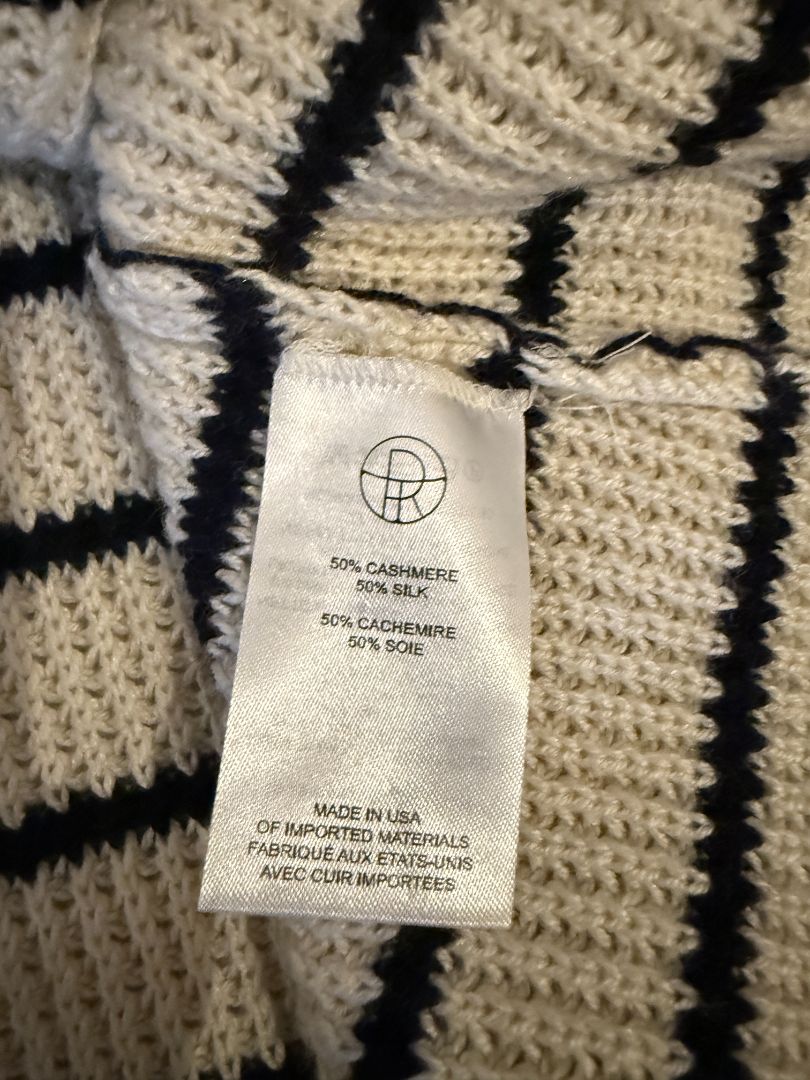 50% CASHMERE
50% SILK
50% CACHEMIRE
50% SOIE
MADE IN USA
OF IMPORTED MATERIALS
FABRIQUE AUX ETATS-UNIS
AVEC CUIR IMPORTEES